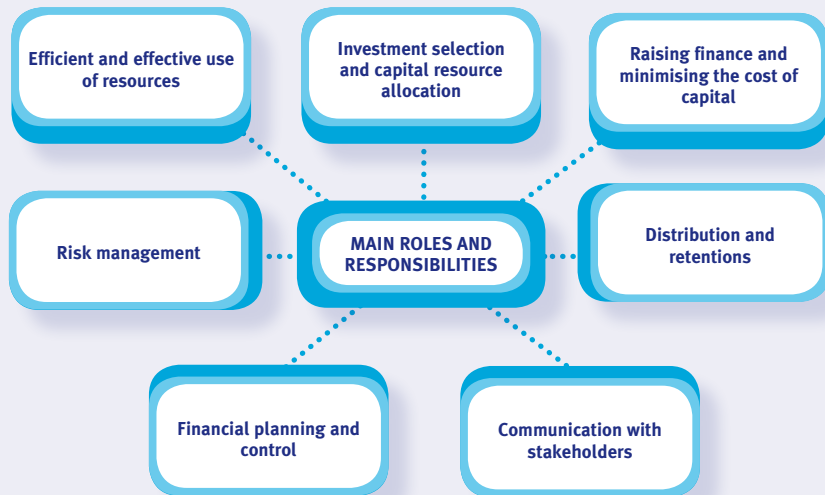 Efficient and effective use
of resources
Investment selection
and capital resource
allocation
Raising finance and
minimising the cost of
capital
Risk management
MAIN ROLES AND
RESPONSIBILITIES
Distribution and
retentions
Financial planning and
control
Communication with
stakeholders